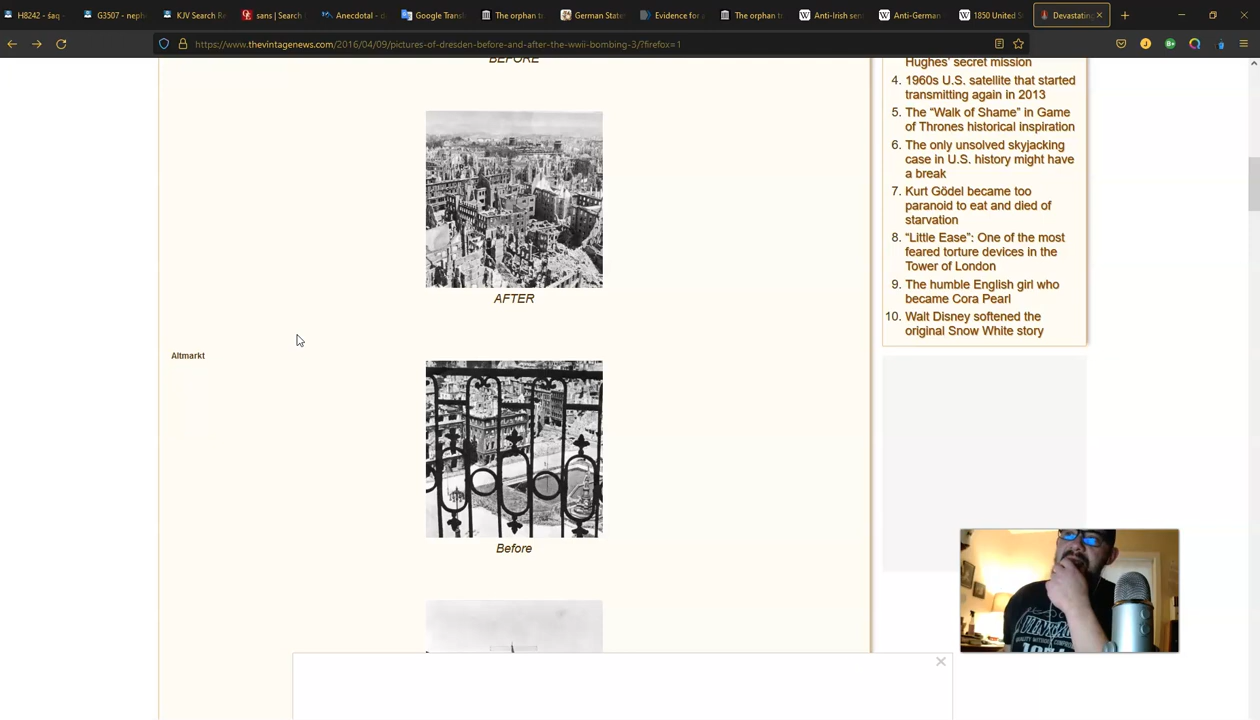 H8242 - śaq
G3507 - neph
KJV Search Re
sans | Search
Anecdotal - d
Google Trans
The orphan tr
German State
Evidence for a
The orphan tr
Anti-Irish sen
Anti-German
1850 United S
Devastating
https://www.thevintagenews.com/2016/04/09/pictures-of-dresden-before-and-after-the-wwii-bombing-3/?firefox=1
BEFORE
AFTER
Altmarkt
Before
Hughes' secret mission
4. 1960s U.S. satellite that started
transmitting again in 2013
5. The “Walk of Shame” in Game
of Thrones historical inspiration
6. The only unsolved skyjacking
case in U.S. history might have
a break
7. Kurt Gödel became too
paranoid to eat and died of
starvation
8. “Little Ease”: One of the most
feared torture devices in the
Tower of London
9. The humble English girl who
became Cora Pearl
10. Walt Disney softened the
original Snow White story